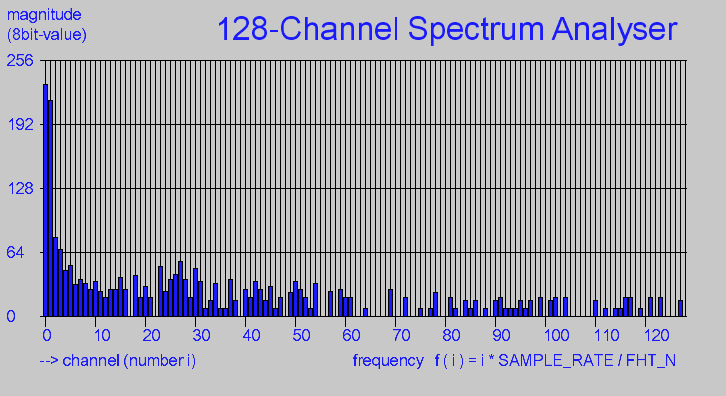 magnitude
(8bit-value)
128-Channel Spectrum Analyser
256
192
128
64
0
0 10 20 30 40 50 60 70 80 90 100 110 120
--> channel (number i)
frequency f ( i ) = i * SAMPLE_RATE / FHT_N